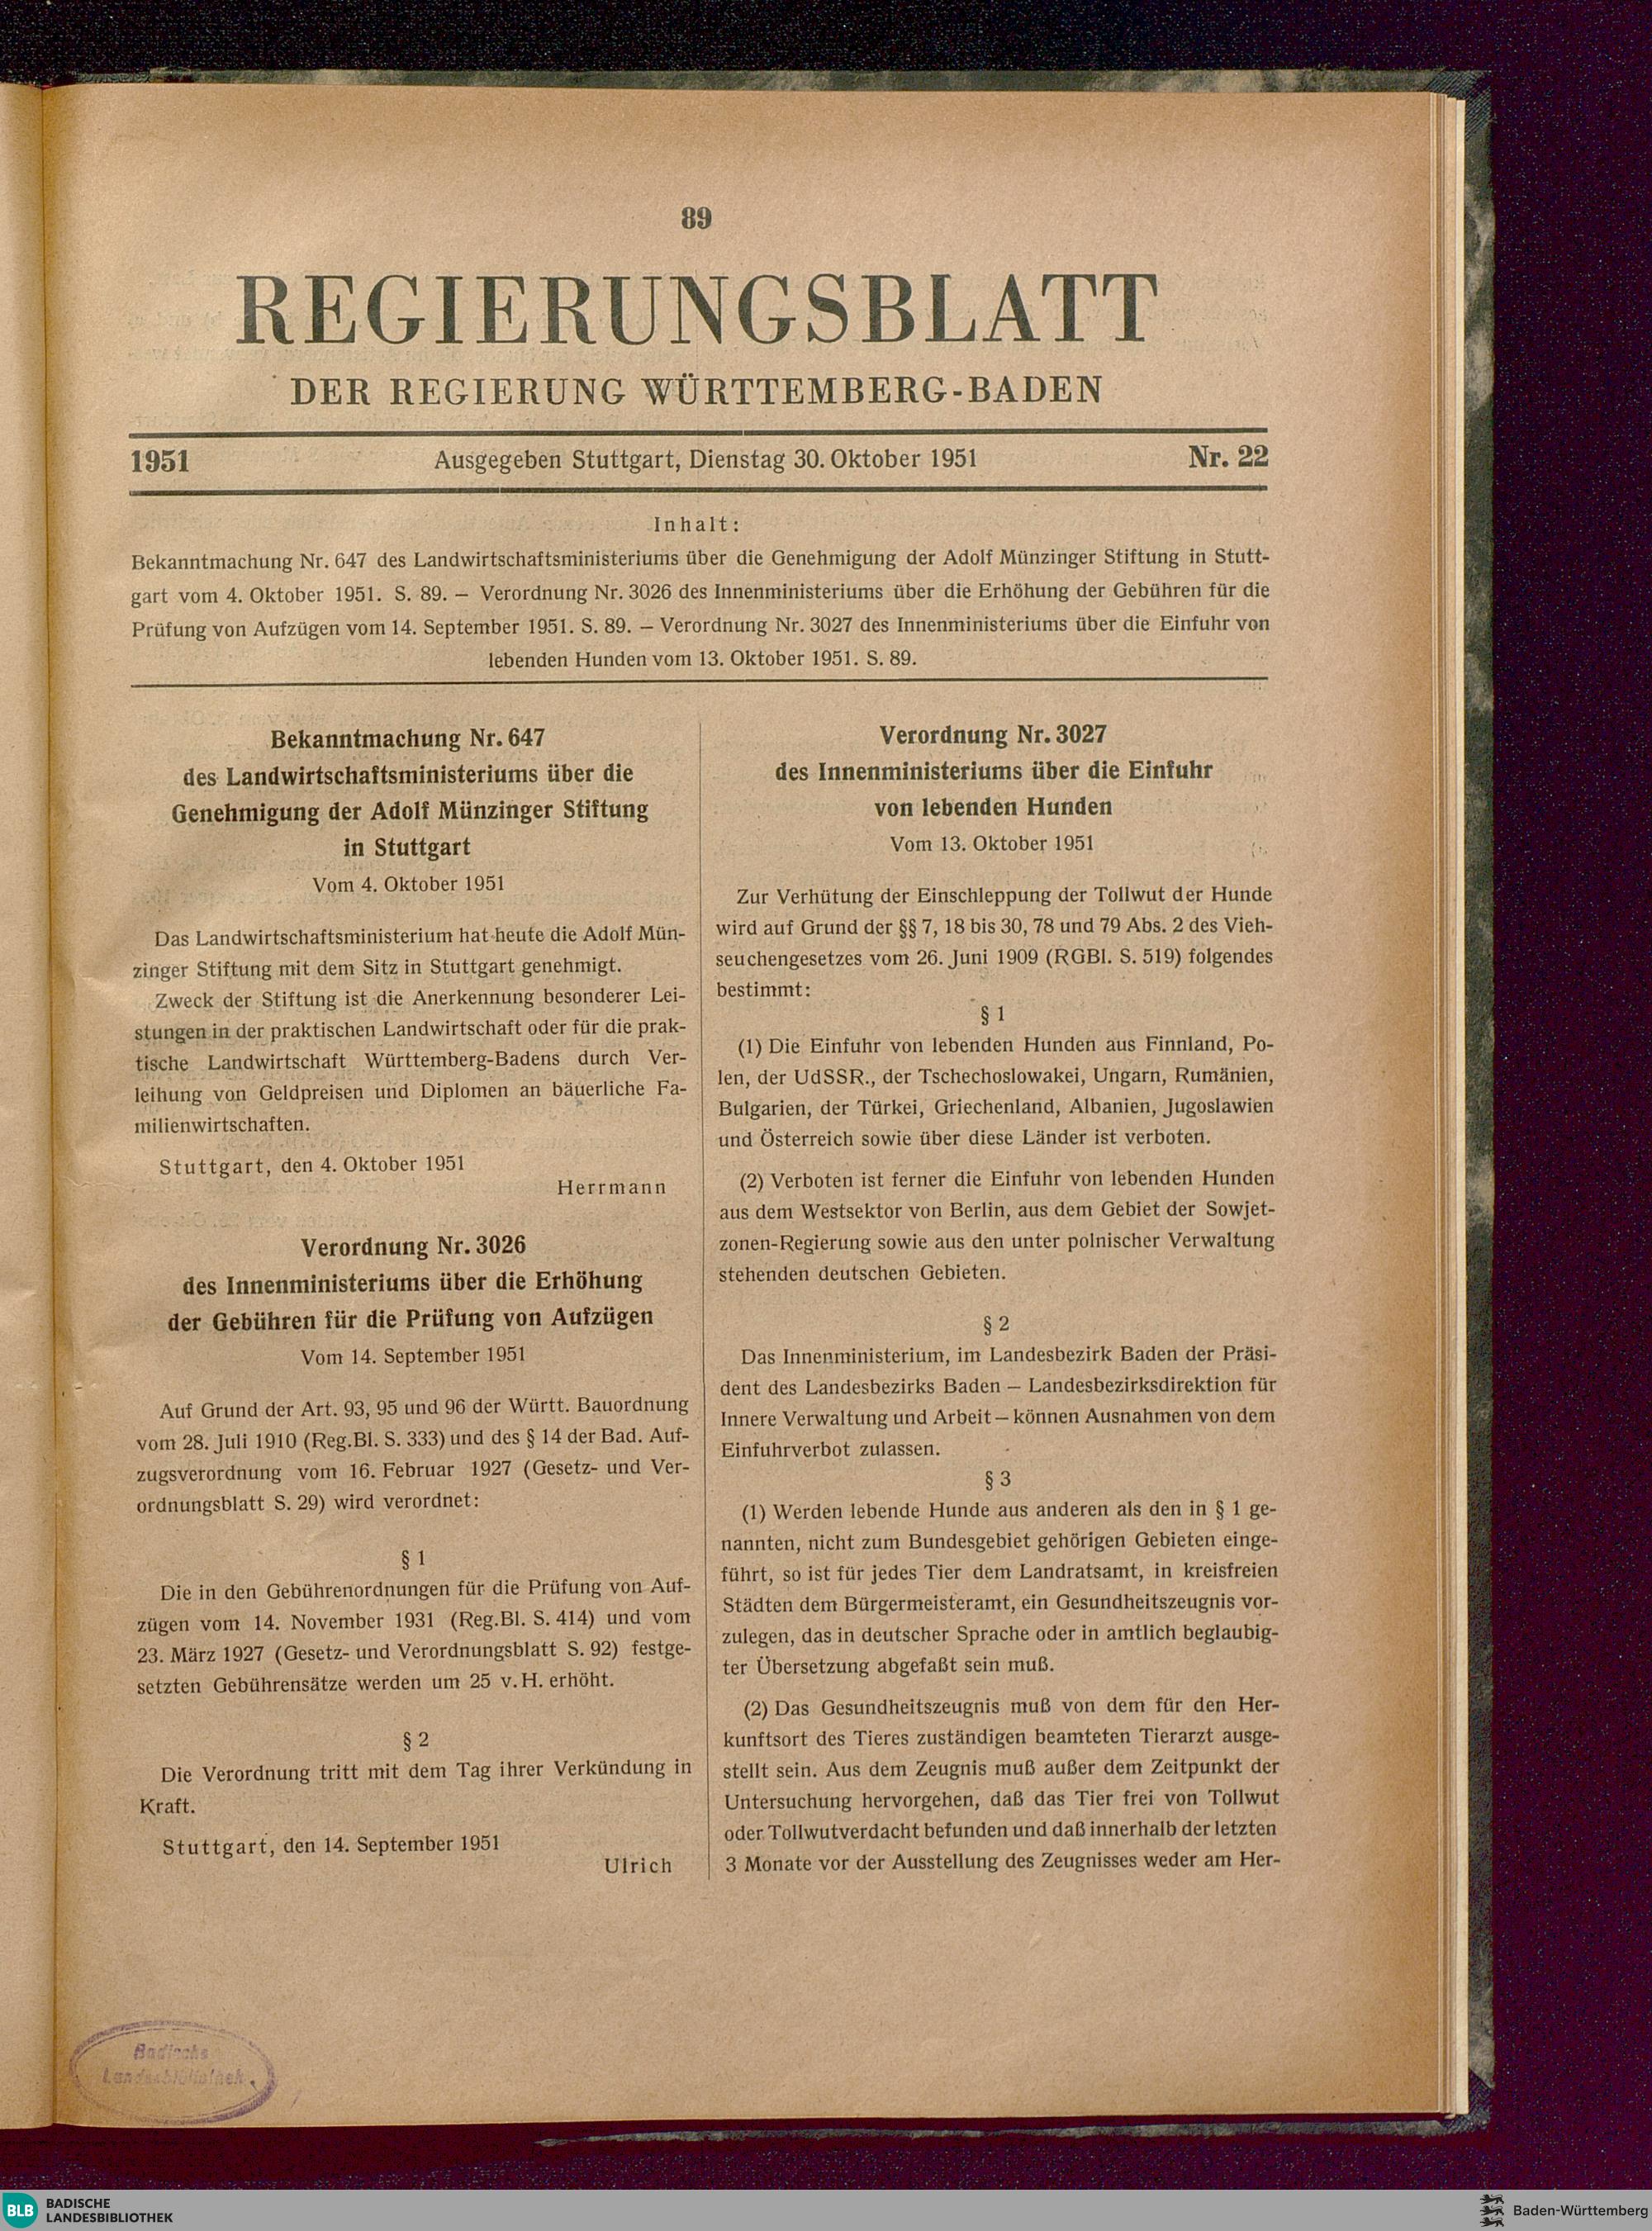 89
REGIERUNGSBLATT
DER REGIERUNG WÜRTTEMBERG-BADEN
1951 Ausgegeben Stuttgart, Dienstag 30. Oktober 1951 Nr. 22
Inhalt:
Bekanntmachung Nr. 647 des Landwirtschaftsministeriums über die Genehmigung der Adolf Münzinger Stiftung in Stutt-
gart vom 4. Oktober 1951. S. 89. — Verordnung Nr. 3026 des Innenministeriums über die Erhöhung der Gebühren für die
Prüfung von Aufzügen vom 14. September 1951. S. 89. — Verordnung Nr. 3027 des Innenministeriums über die Einfuhr von
lebenden Hunden vom 13. Oktober 1951. S. 89.
Bekanntmachung Nr. 647
des Landwirtschaftsministeriums über die
Genehmigung der Adolf Münzinger Stiftung
in Stuttgart
Vom 4. Oktober 1951
Das Landwirtschaftsministerium hat heute die Adolf Mün-
zinger Stiftung mit dem Sitz in Stuttgart genehmigt.
Zweck der Stiftung ist die Anerkennung besonderer Lei-
stungen in der praktischen Landwirtschaft oder für die prak-
tische Landwirtschaft Württemberg-Badens durch Ver-
leihung von Geldpreisen und Diplomen an bäuerliche Fa-
milienwirtschaften.
Stuttgart, den 4. Oktober 1951
Herrmann
Verordnung Nr. 3026
des Innenministeriums über die Erhöhung
der Gebühren für die Prüfung von Aufzügen
Vom 14. September 1951
Auf Grund der Art. 93, 95 und 96 der Württ. Bauordnung
vom 28. Juli 1910 (Reg.Bl. S. 333) und des § 14 der Bad. Auf-
zugsverordnung vom 16. Februar 1927 (Gesetz- und Ver-
ordnungsblatt S. 29) wird verordnet:
§ 1
Die in den Gebührenordnungen für die Prüfung von Auf-
zügen vom 14. November 1931 (Reg.Bl. S. 414) und vom
23. März 1927 (Gesetz- und Verordnungsblatt S. 92) festge-
setzten Gebührensätze werden um 25 v. H. erhöht.
§ 2
Die Verordnung tritt mit dem Tag ihrer Verkündung in
Kraft.
Stuttgart, den 14. September 1951
Ulrich
Verordnung Nr. 3027
des Innenministeriums über die Einfuhr
von lebenden Hunden
Vom 13. Oktober 1951
Zur Verhütung der Einschleppung der Tollwut der Hunde
wird auf Grund der §§ 7, 18 bis 30, 78 und 79 Abs. 2 des Vieh-
seuchengesetzes vom 26. Juni 1909 (RGBl. S. 519) folgendes
bestimmt:
§ 1
(1) Die Einfuhr von lebenden Hunden aus Finnland, Po-
len, der UdSSR., der Tschechoslowakei, Ungarn, Rumänien,
Bulgarien, der Türkei, Griechenland, Albanien, Jugoslawien
und Österreich sowie über diese Länder ist verboten.
(2) Verboten ist ferner die Einfuhr von lebenden Hunden
aus dem Westsektor von Berlin, aus dem Gebiet der Sowjet-
zonen-Regierung sowie aus den unter polnischer Verwaltung
stehenden deutschen Gebieten.
§ 2
Das Innenministerium, im Landesbezirk Baden der Präsi-
dent des Landesbezirks Baden — Landesbezirksdirektion für
Innere Verwaltung und Arbeit — können Ausnahmen von dem
Einfuhrverbot zulassen.
§ 3
(1) Werden lebende Hunde aus anderen als den in § 1 ge-
nannten, nicht zum Bundesgebiet gehörigen Gebieten einge-
führt, so ist für jedes Tier dem Landratsamt, in kreisfreien
Städten dem Bürgermeisteramt, ein Gesundheitszeugnis vor-
zulegen, das in deutscher Sprache oder in amtlich beglaubig-
ter Übersetzung abgefaßt sein muß.
(2) Das Gesundheitszeugnis muß von dem für den Her-
kunftsort des Tieres zuständigen beamteten Tierarzt ausge-
stellt sein. Aus dem Zeugnis muß außer dem Zeitpunkt der
Untersuchung hervorgehen, daß das Tier frei von Tollwut
oder Tollwutverdacht befunden und daß innerhalb der letzten
3 Monate vor der Ausstellung des Zeugnisses weder am Her-
Badische
Landesbibliothek
BLB BADISCHE
LANDESBIBLIOTHEK
Baden-Württemberg